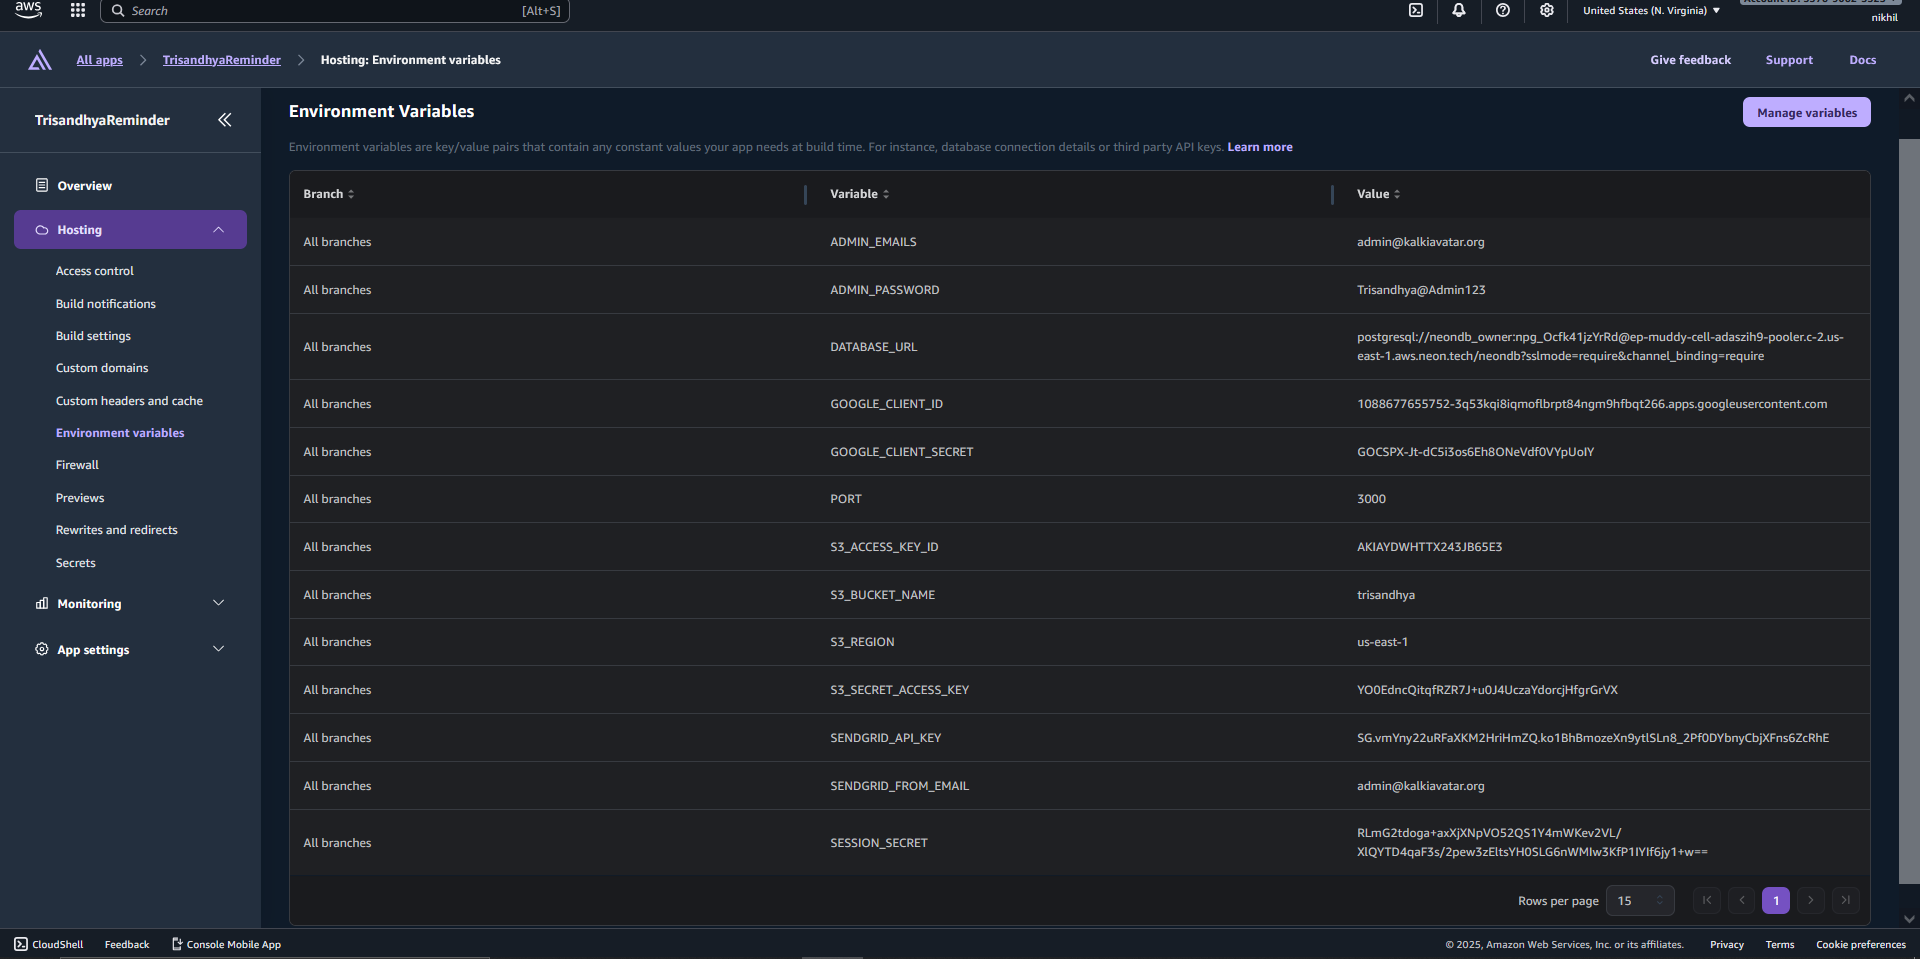 aws
Search [Alt+S]
United States (N. Virginia)
nikhil
All apps
TrisandhyaReminder
Hosting: Environment variables
Give feedback
Support
Docs
TrisandhyaReminder
Overview
Hosting
Access control
Build notifications
Build settings
Custom domains
Custom headers and cache
Environment variables
Firewall
Previews
Rewrites and redirects
Secrets
Monitoring
App settings
Environment Variables
Manage variables
Environment variables are key/value pairs that contain any constant values your app needs at build time. For instance, database connection details or third party API keys. Learn more
Branch Variable Value
All branches ADMIN_EMAILS admin@kalkiavatar.org
All branches ADMIN_PASSWORD Trisandhya@Admin123
All branches DATABASE_URL postgresql://neondb_owner:npg_Ocfk41jzYrRd@ep-muddy-cell-adaszih9-pooler.c-2.us-
east-1.aws.neon.tech/neondb?sslmode=require&channel_binding=require
All branches GOOGLE_CLIENT_ID 1088677655752-3q53kqi8iqmoflbrpt84ngm9hfbqt266.apps.googleusercontent.com
All branches GOOGLE_CLIENT_SECRET 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
All branches PORT 3000
All branches S3_ACCESS_KEY_ID AKIAYDWHTTX243JB65E3
All branches S3_BUCKET_NAME trisandhya
All branches S3_REGION us-east-1
All branches S3_SECRET_ACCESS_KEY YO0EdncQitqfRZR7J+u0J4UczaYdorcjHfgrGrVX
All branches SENDGRID_API_KEY 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
All branches SENDGRID_FROM_EMAIL admin@kalkiavatar.org
All branches SESSION_SECRET RLmG2tdoga+axXjXNpVO52QS1Y4mWKev2VL/
XlQYTD4qaF3s/2pew3zEltsYH0SLG6nWMIw3KfP1IYIf6jy1+w==
Rows per page 15 1
CloudShell
Feedback
Console Mobile App
© 2025, Amazon Web Services, Inc. or its affiliates.
Privacy
Terms
Cookie preferences